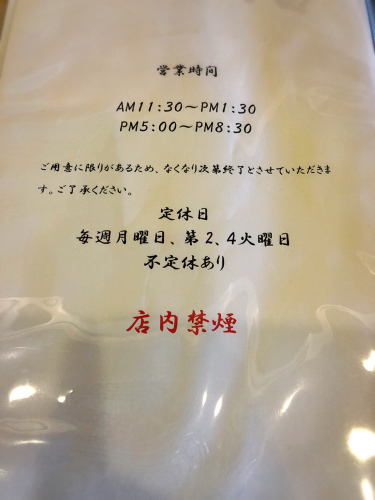 営業時間
AM11:30～PM1:30
PM5:00～PM8:30
ご用意に限りがあるため、なくなり次第終了とさせていただきま
す。ご了承ください。
定休日
毎週月曜日、第2、4火曜日
不定休あり
店内禁煙